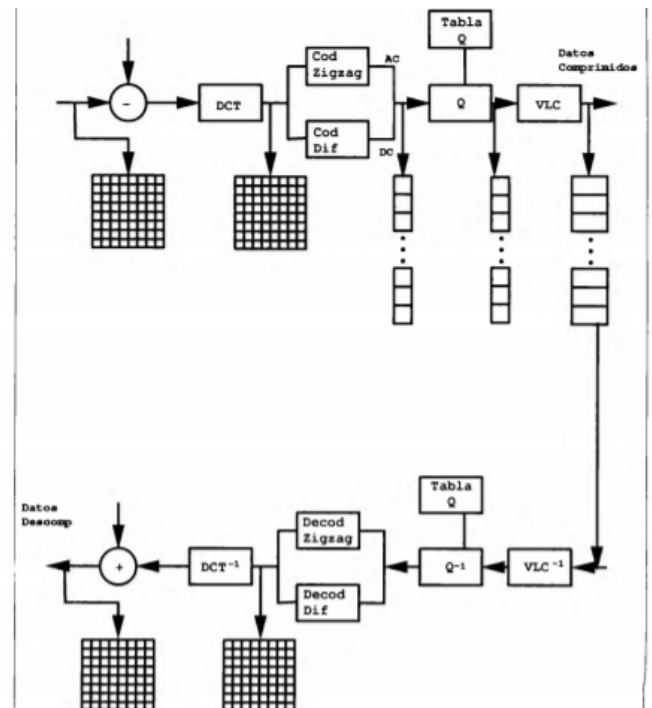 Tabla
Q
Cod
Zigzag
AC
Datos
Comprimidos
-
DCT
Q
VLC
Cod
Dif
DC
Tabla
Q
Datos
Descomp
Decod
Zigzag
+
DCT-1
Q-1
VLC-1
Decod
Dif